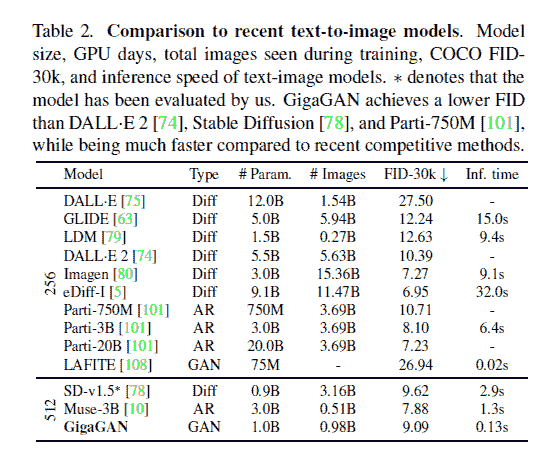 Table 2. Comparison to recent text-to-image models. Model
size, GPU days, total images seen during training, COCO FID-
30k, and inference speed of text-image models. ∗ denotes that the
model has been evaluated by us. GigaGAN achieves a lower FID
than DALL·E 2 [74], Stable Diffusion [78], and Parti-750M [101],
while being much faster compared to recent competitive methods.
Model Type # Param. # Images FID-30k ↓ Inf. time
256
DALL·E [75] Diff 12.0B 1.54B 27.50 -
GLIDE [63] Diff 5.0B 5.94B 12.24 15.0s
LDM [79] Diff 1.5B 0.27B 12.63 9.4s
DALL·E 2 [74] Diff 5.5B 5.63B 10.39 -
Imagen [80] Diff 3.0B 15.36B 7.27 9.1s
eDiff-I [5] Diff 9.1B 11.47B 6.95 32.0s
Parti-750M [101] AR 750M 3.69B 10.71 -
Parti-3B [101] AR 3.0B 3.69B 8.10 6.4s
Parti-20B [101] AR 20.0B 3.69B 7.23 -
LAFITE [108] GAN 75M - 26.94 0.02s
512
SD-v1.5* [78] Diff 0.9B 3.16B 9.62 2.9s
Muse-3B [10] AR 3.0B 0.51B 7.88 1.3s
GigaGAN GAN 1.0B 0.98B 9.09 0.13s